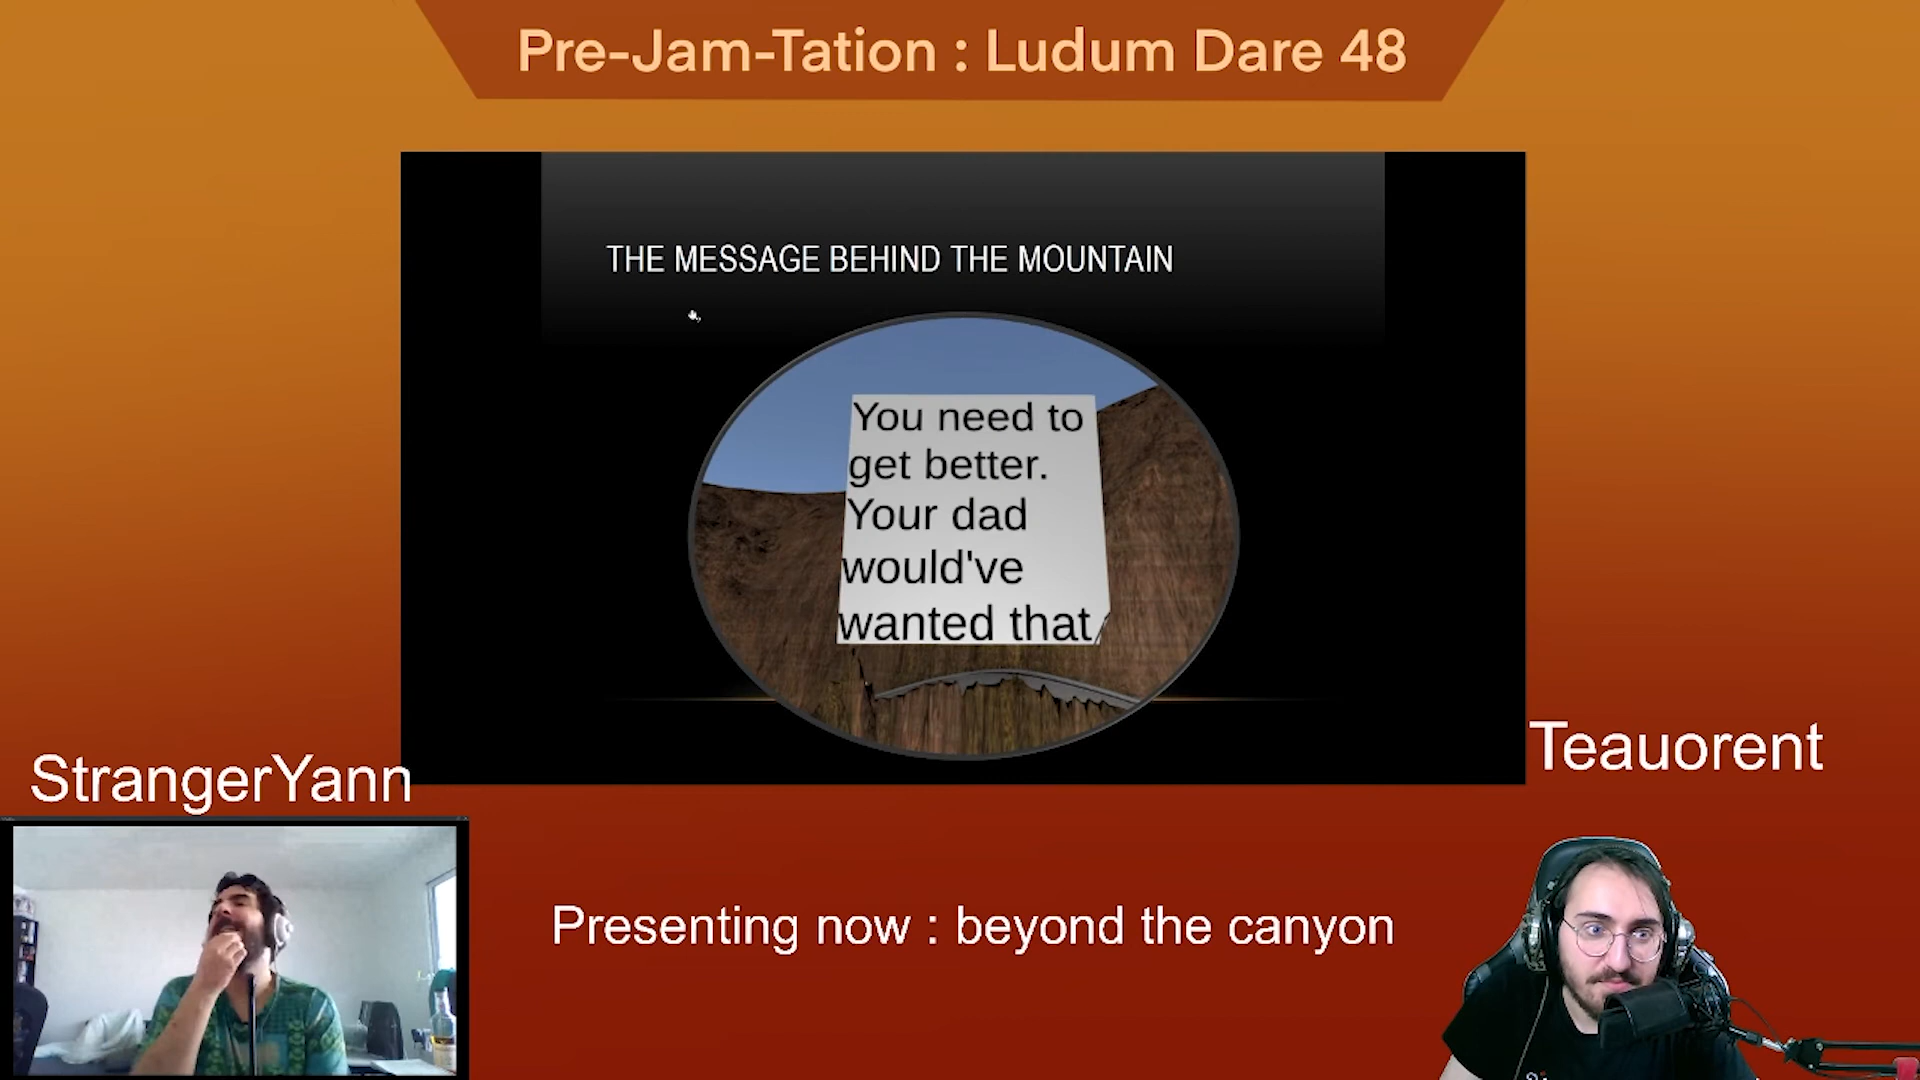 Pre-Jam-Tation : Ludum Dare 48
THE MESSAGE BEHIND THE MOUNTAIN
You need to
get better.
Your dad
would've
wanted that
Teauorent
StrangerYann
Presenting now : beyond the canyon